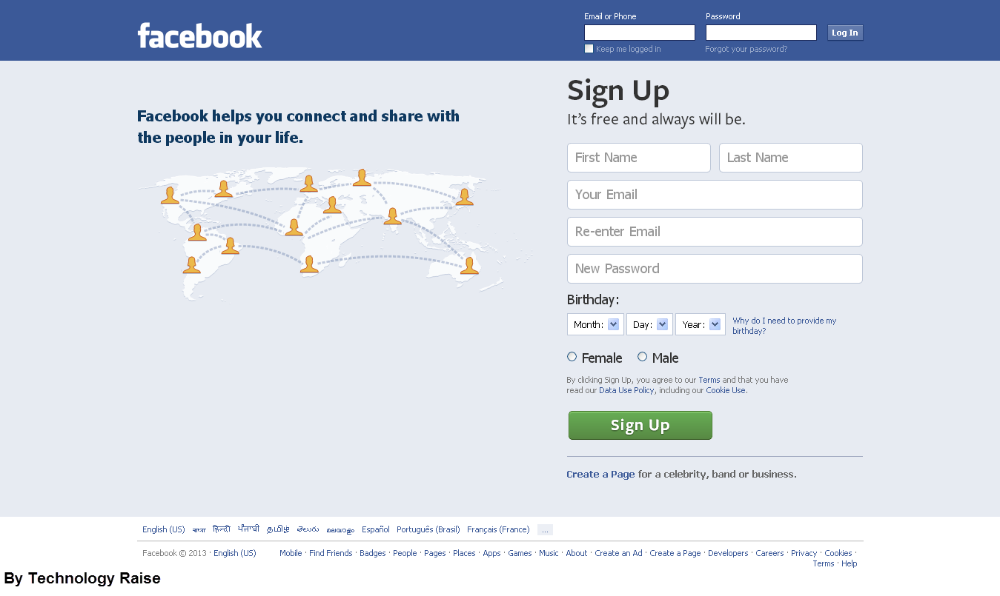 facebook
Email or Phone
Password
Log In
Keep me logged in
Forgot your password?
Facebook helps you connect and share with
the people in your life.
Sign Up
It's free and always will be.
First Name
Last Name
Your Email
Re-enter Email
New Password
Birthday:
Month:
Day:
Year:
Why do I need to provide my
birthday?
Female
Male
By clicking Sign Up, you agree to our Terms and that you have
read our Data Use Policy, including our Cookie Use.
Sign Up
Create a Page for a celebrity, band or business.
English (US) বাংলা हिन्दी ਪੰਜਾਬੀ தமிழ் తెలుగు മലയാളം Español Português (Brasil) Français (France) ...
Facebook © 2013 · English (US)
Mobile · Find Friends · Badges · People · Pages · Places · Apps · Games · Music · About · Create an Ad · Create a Page · Developers · Careers · Privacy · Cookies ·
Terms · Help
By Technology Raise